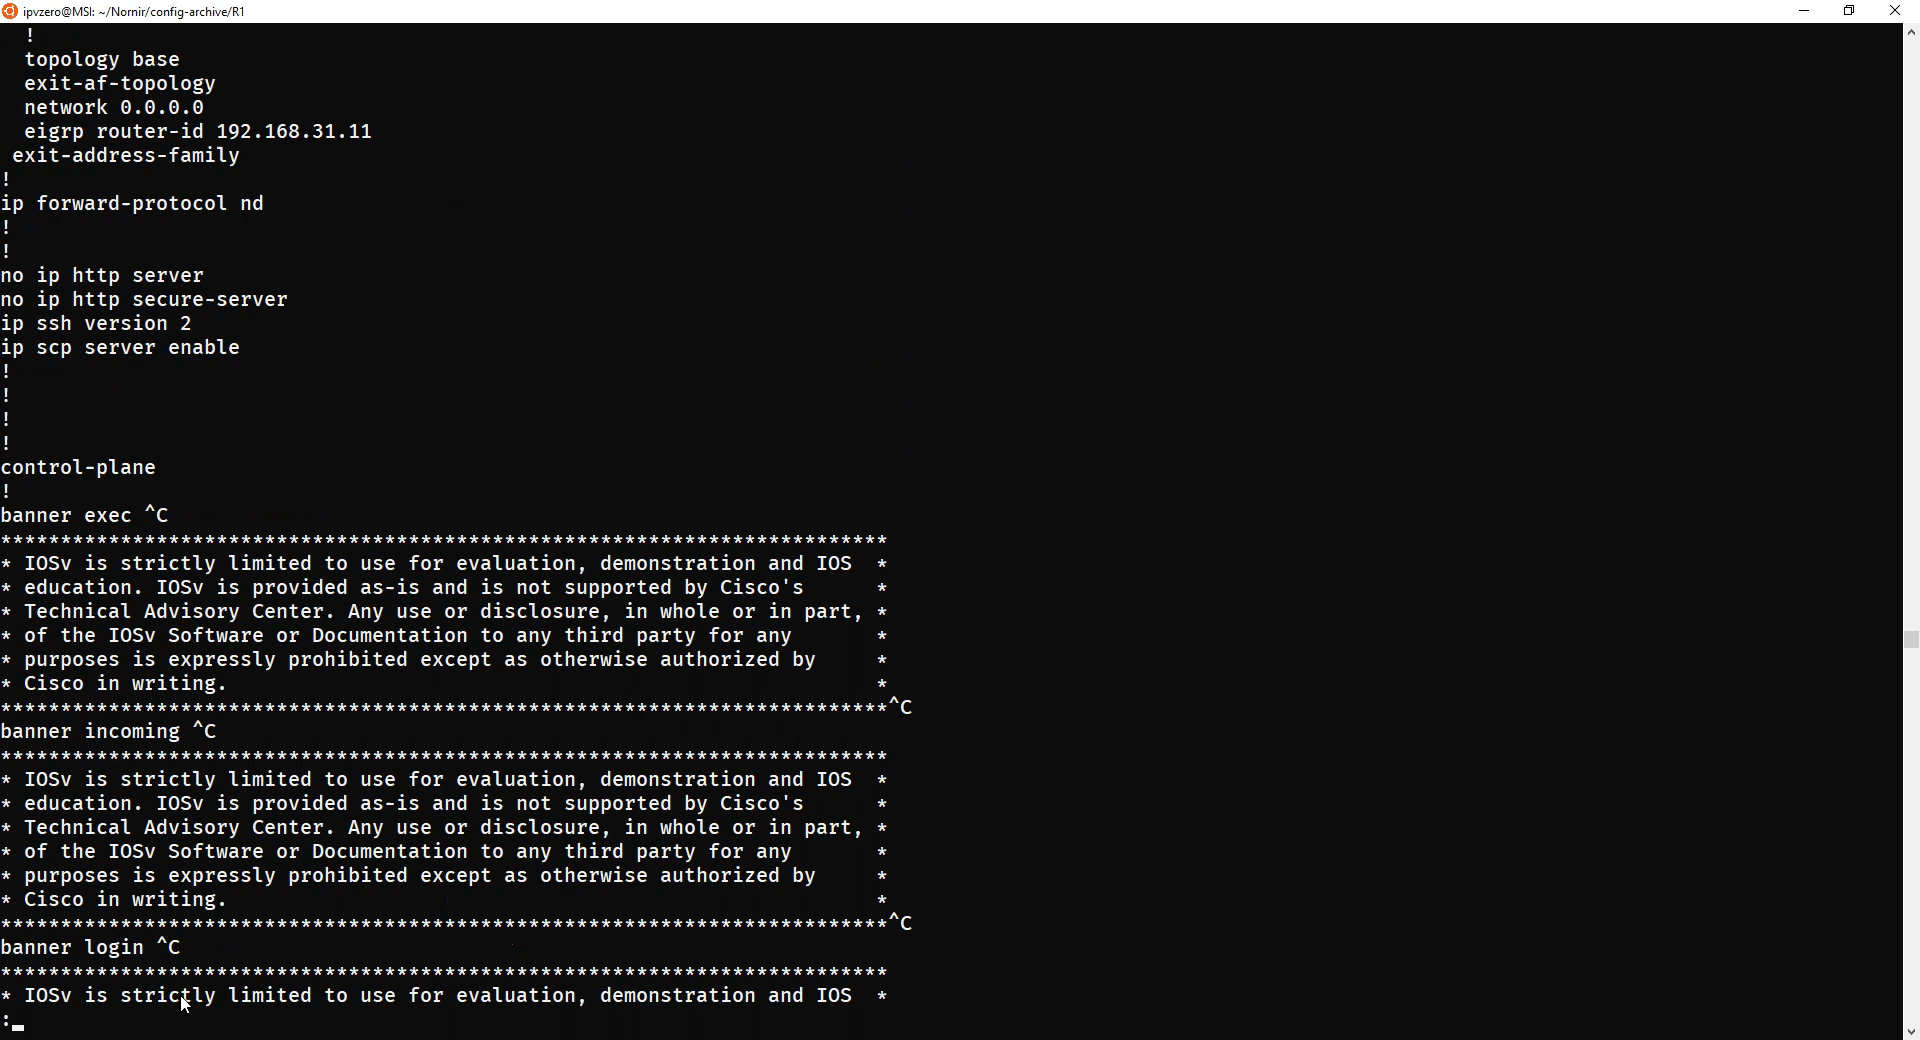 ipvzero@MSI: ~/Nornir/config-archive/R1
  !
  topology base
  exit-af-topology
  network 0.0.0.0
  eigrp router-id 192.168.31.11
 exit-address-family
!
ip forward-protocol nd
!
!
no ip http server
no ip http secure-server
ip ssh version 2
ip scp server enable
!
!
!
!
control-plane
!
banner exec ^C
**************************************************************************
* IOSv is strictly limited to use for evaluation, demonstration and IOS  *
* education. IOSv is provided as-is and is not supported by Cisco's      *
* Technical Advisory Center. Any use or disclosure, in whole or in part, *
* of the IOSv Software or Documentation to any third party for any       *
* purposes is expressly prohibited except as otherwise authorized by     *
* Cisco in writing.                                                      *
**************************************************************************^C
banner incoming ^C
**************************************************************************
* IOSv is strictly limited to use for evaluation, demonstration and IOS  *
* education. IOSv is provided as-is and is not supported by Cisco's      *
* Technical Advisory Center. Any use or disclosure, in whole or in part, *
* of the IOSv Software or Documentation to any third party for any       *
* purposes is expressly prohibited except as otherwise authorized by     *
* Cisco in writing.                                                      *
**************************************************************************^C
banner login ^C
**************************************************************************
* IOSv is strictly limited to use for evaluation, demonstration and IOS  *
: